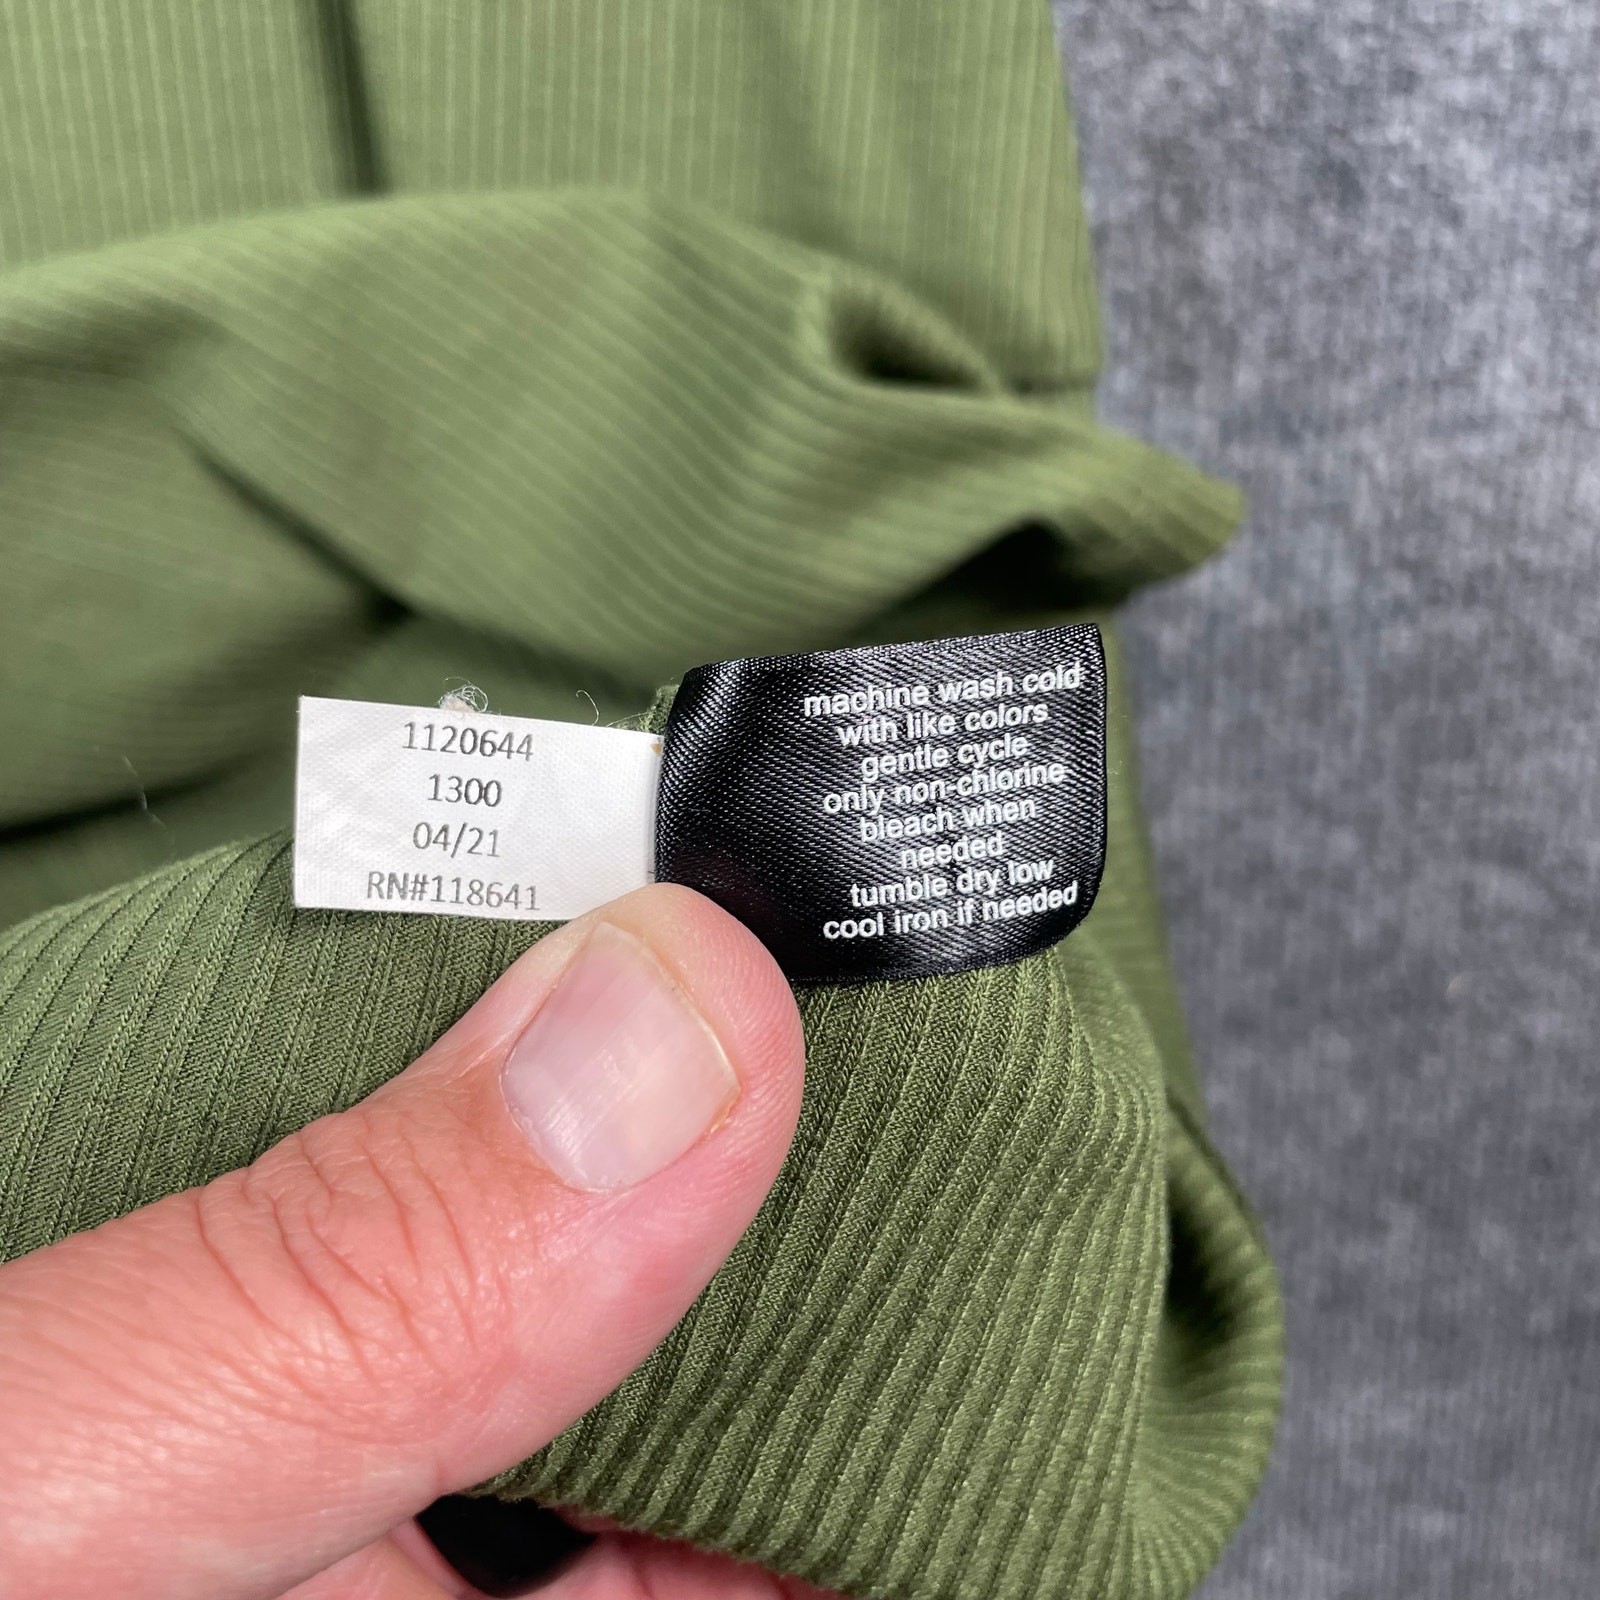 1120644
1300
04/21
RN#118641
machine wash cold
with like colors
gentle cycle
only non-chlorine
bleach when
needed
tumble dry low
cool iron if needed